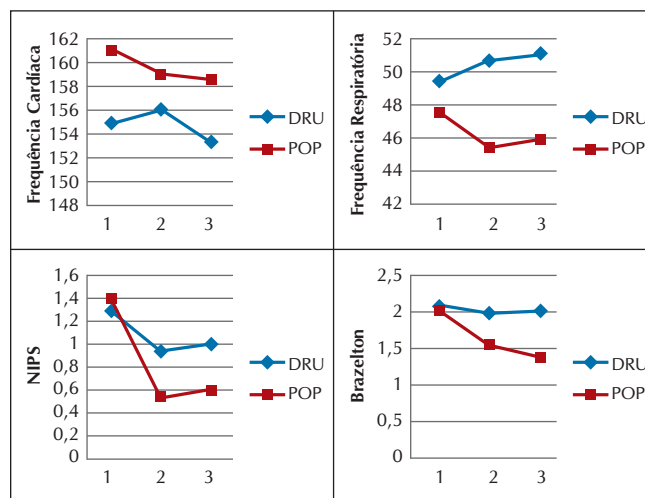 Frequência Cardíaca
162
160
158
156
154
152
150
148
1 2 3
DRU
POP
Frequência Respiratória
52
50
48
46
44
42
1 2 3
DRU
POP
NIPS
1,6
1,4
1,2
1
0,8
0,6
0,4
0,2
0
1 2 3
DRU
POP
Brazelton
2,5
2
1,5
1
0,5
0
1 2 3
DRU
POP